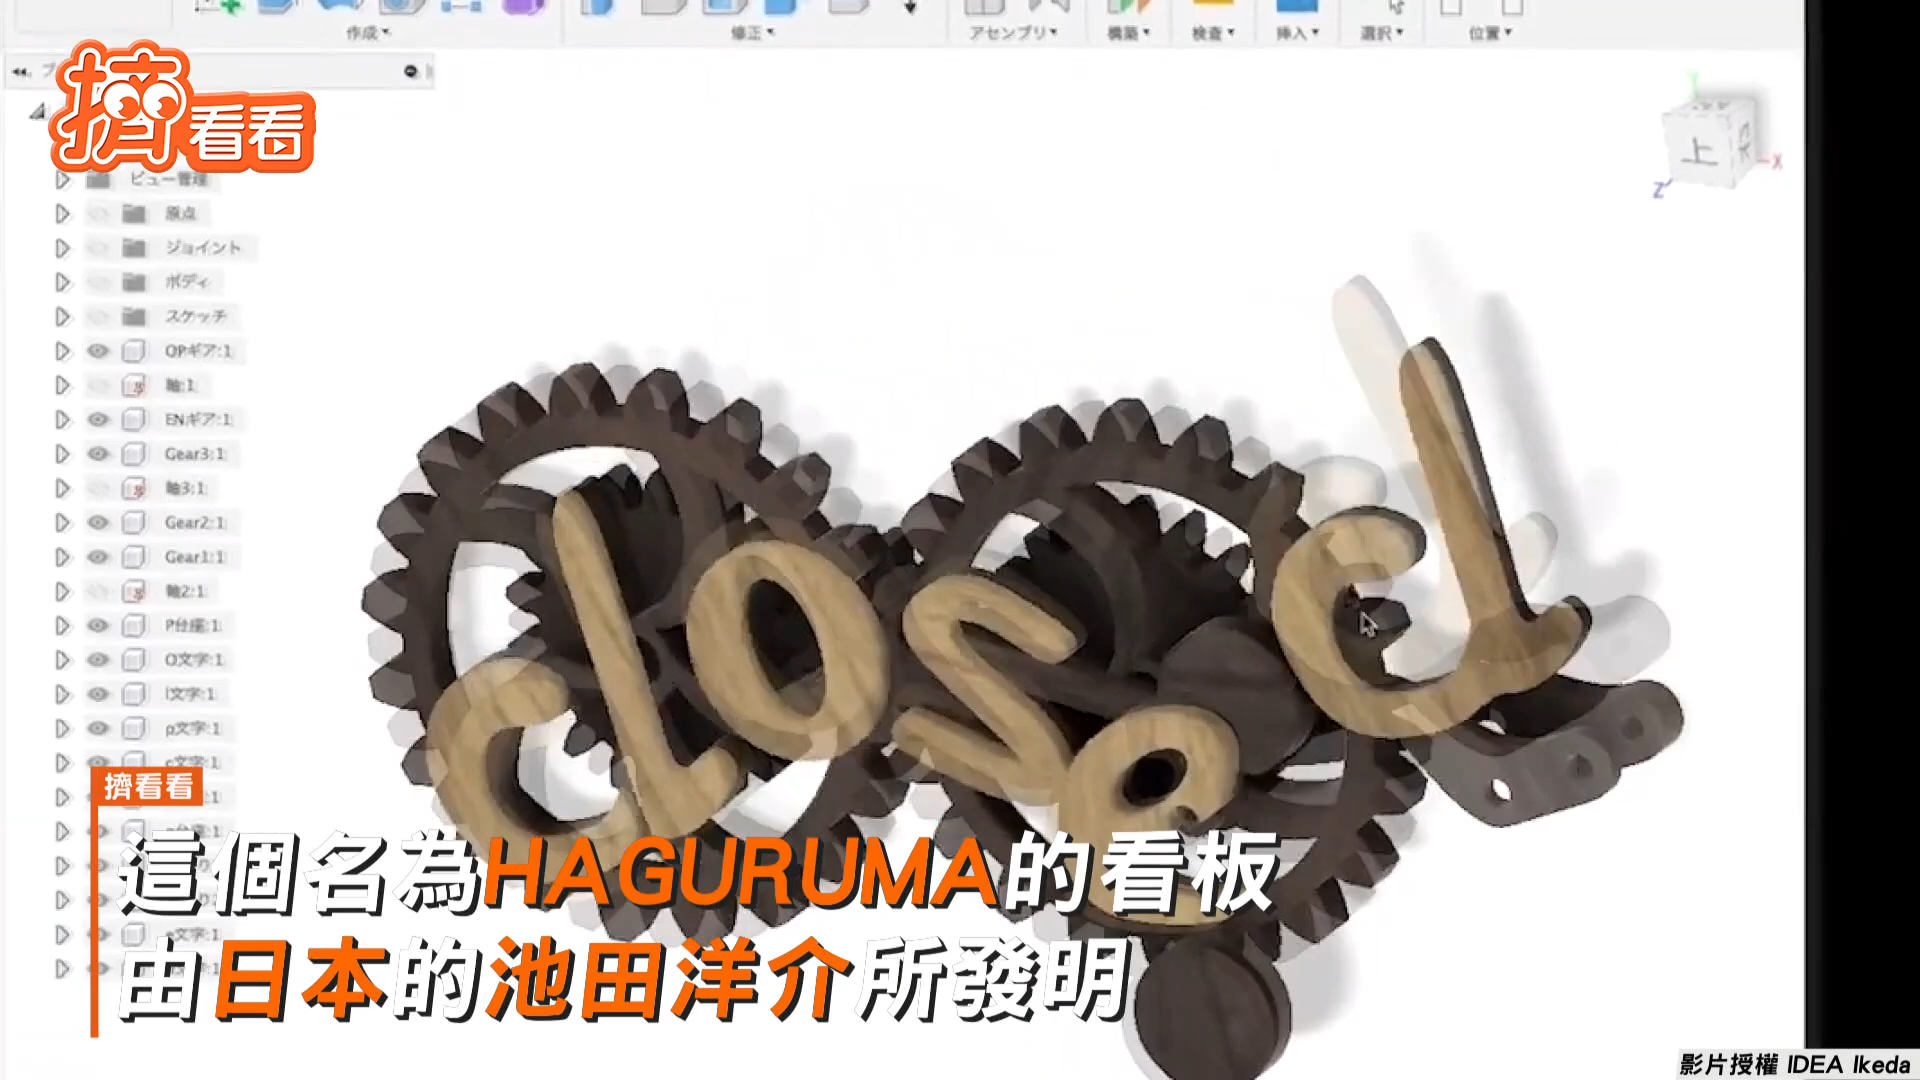 作成▾
修正▾
アセンブリ▾
構築▾
検査▾
挿入▾
選択▾
位置▾
擠看看
上
右
X
Z
ビュー管理
原点
ジョイント
ボディ
スケッチ
OPギア:1
軸:1
ENギア:1
Gear3:1
軸3:1
Gear2:1
Gear1:1
軸2:1
P台座:1
O文字:1
l文字:1
p文字:1
c文字:1
closed
擠看看
這個名為HAGURUMA的看板
由日本的池田洋介所發明
影片授權 IDEA Ikeda